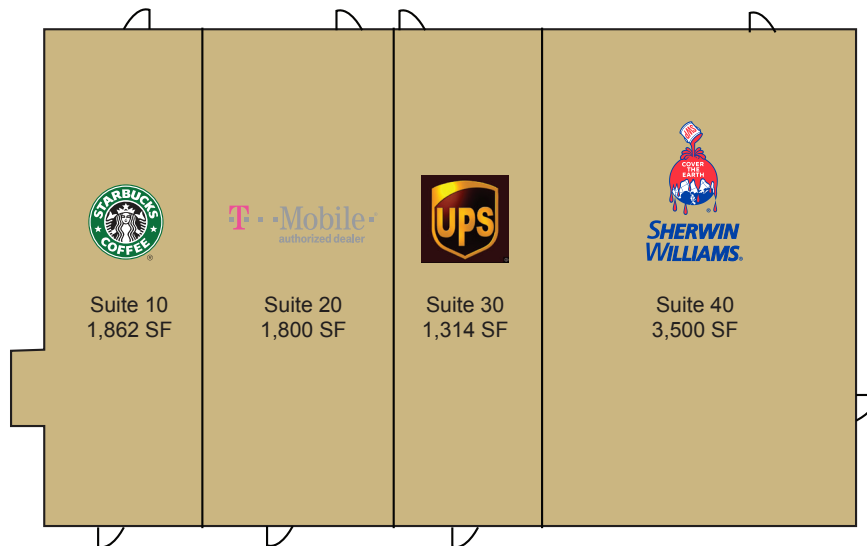 STARBUCKS
COFFEE
®
Suite 10
1,862 SF
T··Mobile·®
authorized dealer
Suite 20
1,800 SF
UPS
®
Suite 30
1,314 SF
SWP
COVER
THE
EARTH
®
SHERWIN
WILLIAMS®
Suite 40
3,500 SF